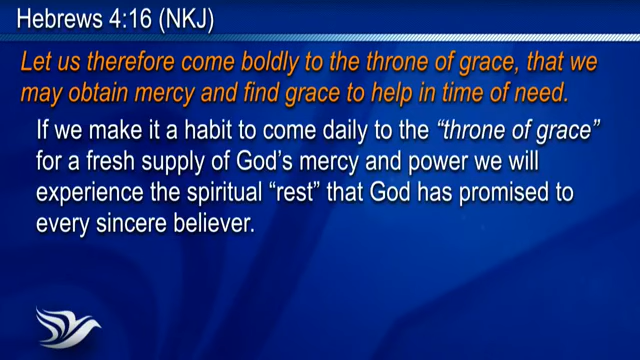 Hebrews 4:16 (NKJ)
Let us therefore come boldly to the throne of grace, that we
may obtain mercy and find grace to help in time of need.
If we make it a habit to come daily to the “throne of grace”
for a fresh supply of God’s mercy and power we will
experience the spiritual “rest” that God has promised to
every sincere believer.